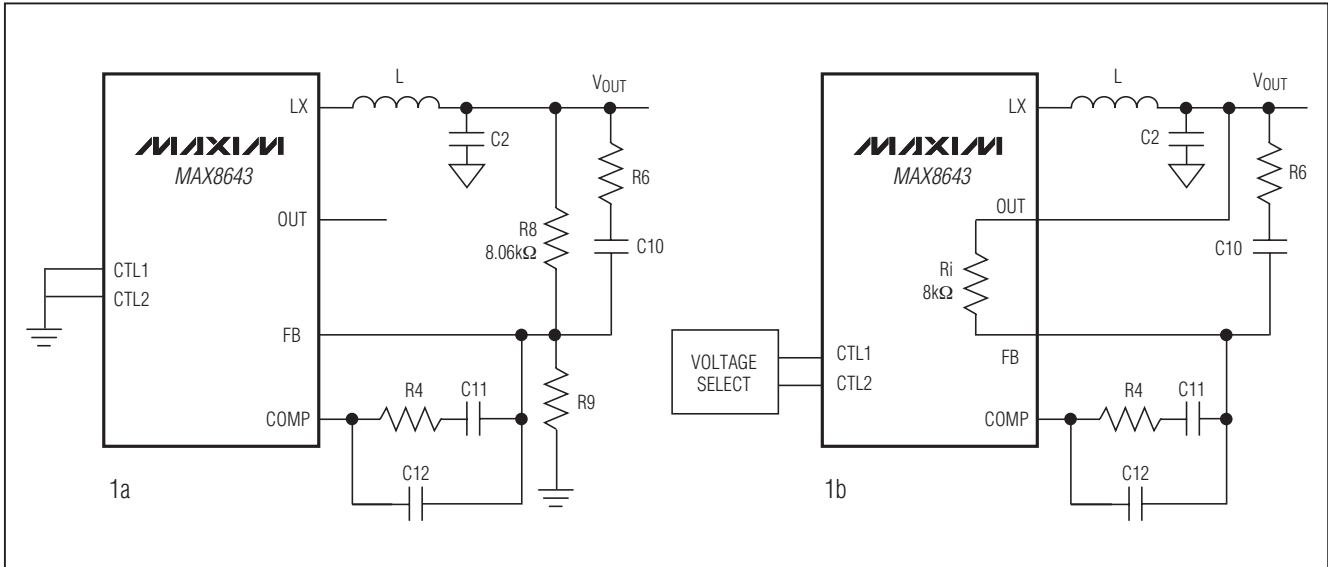 L
VOUT
LX
C2
MAXIM
MAX8643
R6
OUT
R8
8.06kΩ
C10
CTL1
CTL2
FB
R4
C11
R9
COMP
C12
1a
L
VOUT
LX
C2
MAXIM
MAX8643
R6
OUT
C10
Ri
8kΩ
VOLTAGE
SELECT
CTL1
CTL2
FB
R4
C11
COMP
C12
1b